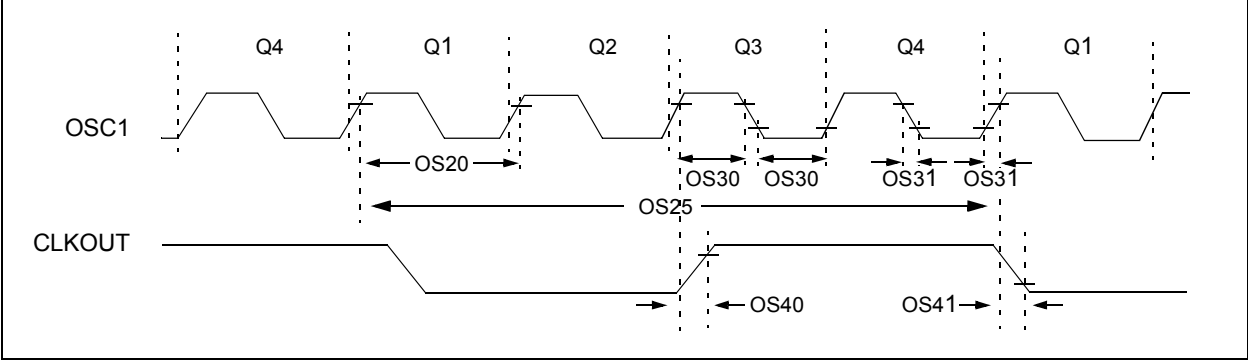 Q4 Q1 Q2 Q3 Q4 Q1
OSC1
OS20
OS30 OS30 OS31 OS31
OS25
CLKOUT
OS40 OS41